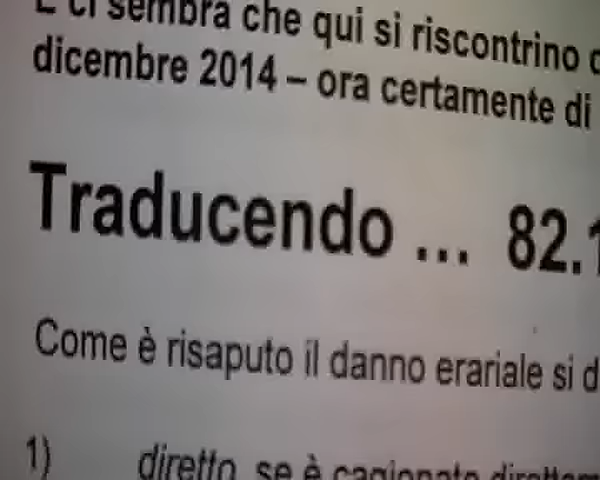 E ci sembra che qui si riscontrino
dicembre 2014 – ora certamente di
Traducendo ... 82.1
Come è risaputo il danno erariale si d
1) diretto, se è cagionato